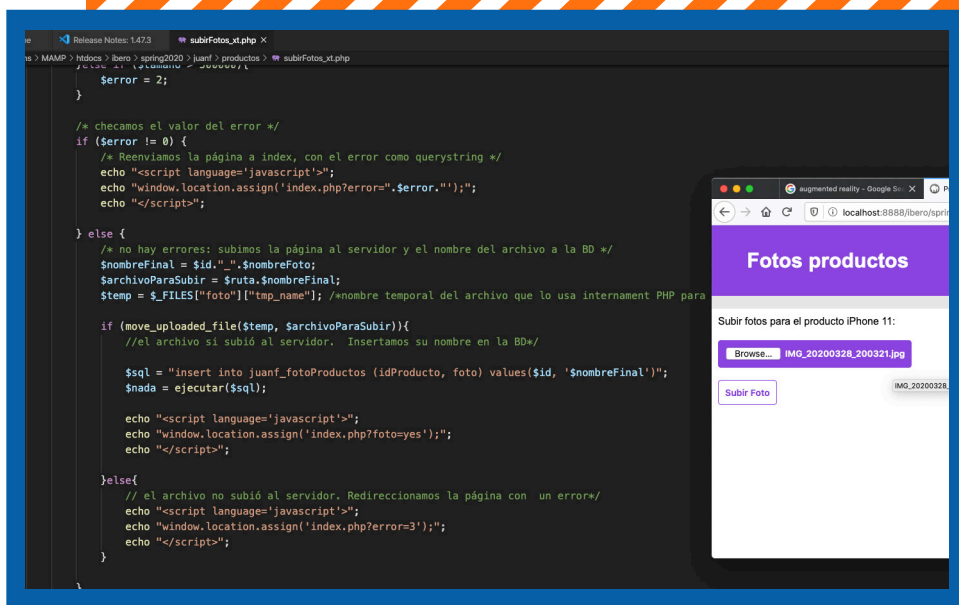 Release Notes: 1.47.3
subirFotos_xt.php
MAMP > htdocs > ibero > spring2020 > juanf > productos > subirFotos_xt.php
$error = 2;
}
/* checamos el valor del error */
if ($error != 0) {
/* Reenviamos la página a index, con el error como querystring */
echo "<script language='javascript'>";
echo "window.location.assign('index.php?error=".$error."');";
echo "</script>";
} else {
/* no hay errores: subimos la página al servidor y el nombre del archivo a la BD */
$nombreFinal = $id."_".$nombreFoto;
$archivoParaSubir = $ruta.$nombreFinal;
$temp = $_FILES["foto"]["tmp_name"]; /*nombre temporal del archivo que lo usa internament PHP para
if (move_uploaded_file($temp, $archivoParaSubir)){
//el archivo si subió al servidor. Insertamos su nombre en la BD*/
$sql = "insert into juanf_fotoProductos (idProducto, foto) values($id, '$nombreFinal')";
$nada = ejecutar($sql);
echo "<script language='javascript'>";
echo "window.location.assign('index.php?foto=yes');";
echo "</script>";
}else{
// el archivo no subió al servidor. Redireccionamos la página con un error*/
echo "<script language='javascript'>";
echo "window.location.assign('index.php?error=3');";
echo "</script>";
}
}
augmented reality - Google Se
localhost:8888/ibero/sprin
Fotos productos
Subir fotos para el producto iPhone 11:
Browse... IMG_20200328_200321.jpg
IMG_20200328_
Subir Foto